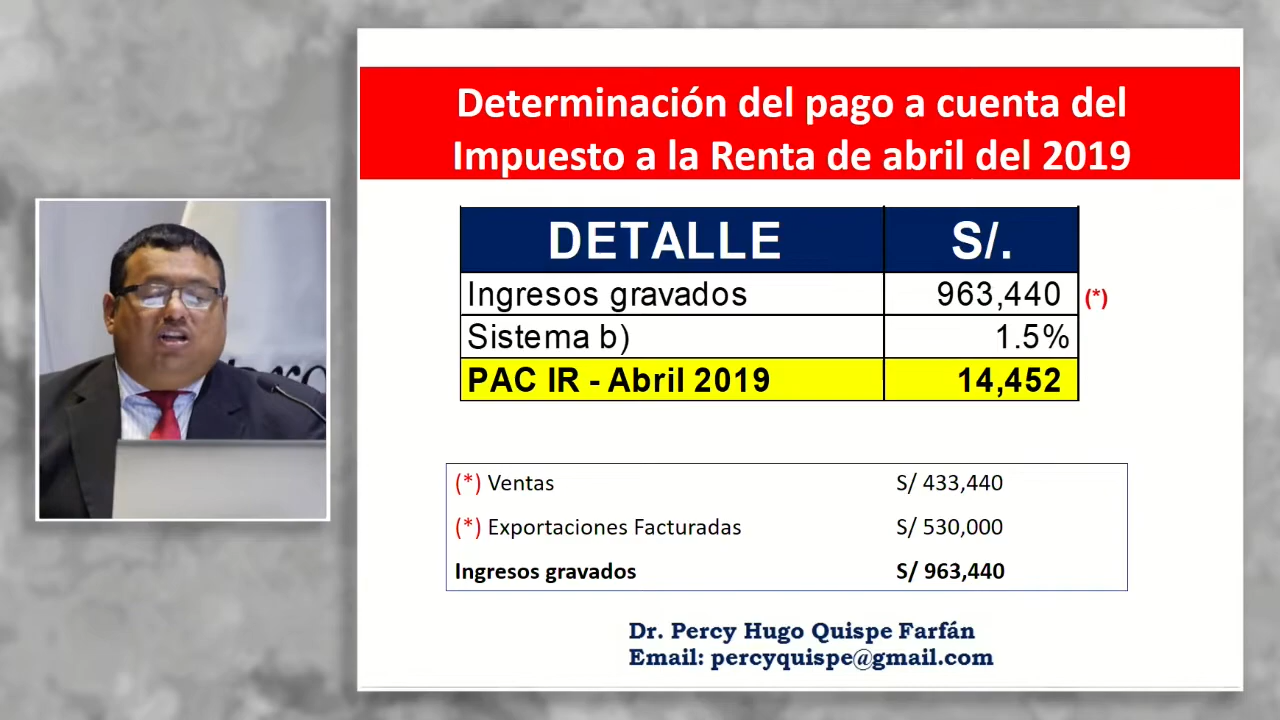 Determinación del pago a cuenta del
Impuesto a la Renta de abril del 2019
DETALLE S/.
Ingresos gravados 963,440 (*)
Sistema b) 1.5%
PAC IR - Abril 2019 14,452
(*) Ventas S/ 433,440
(*) Exportaciones Facturadas S/ 530,000
Ingresos gravados S/ 963,440
Dr. Percy Hugo Quispe Farfán
Email: percyquispe@gmail.com